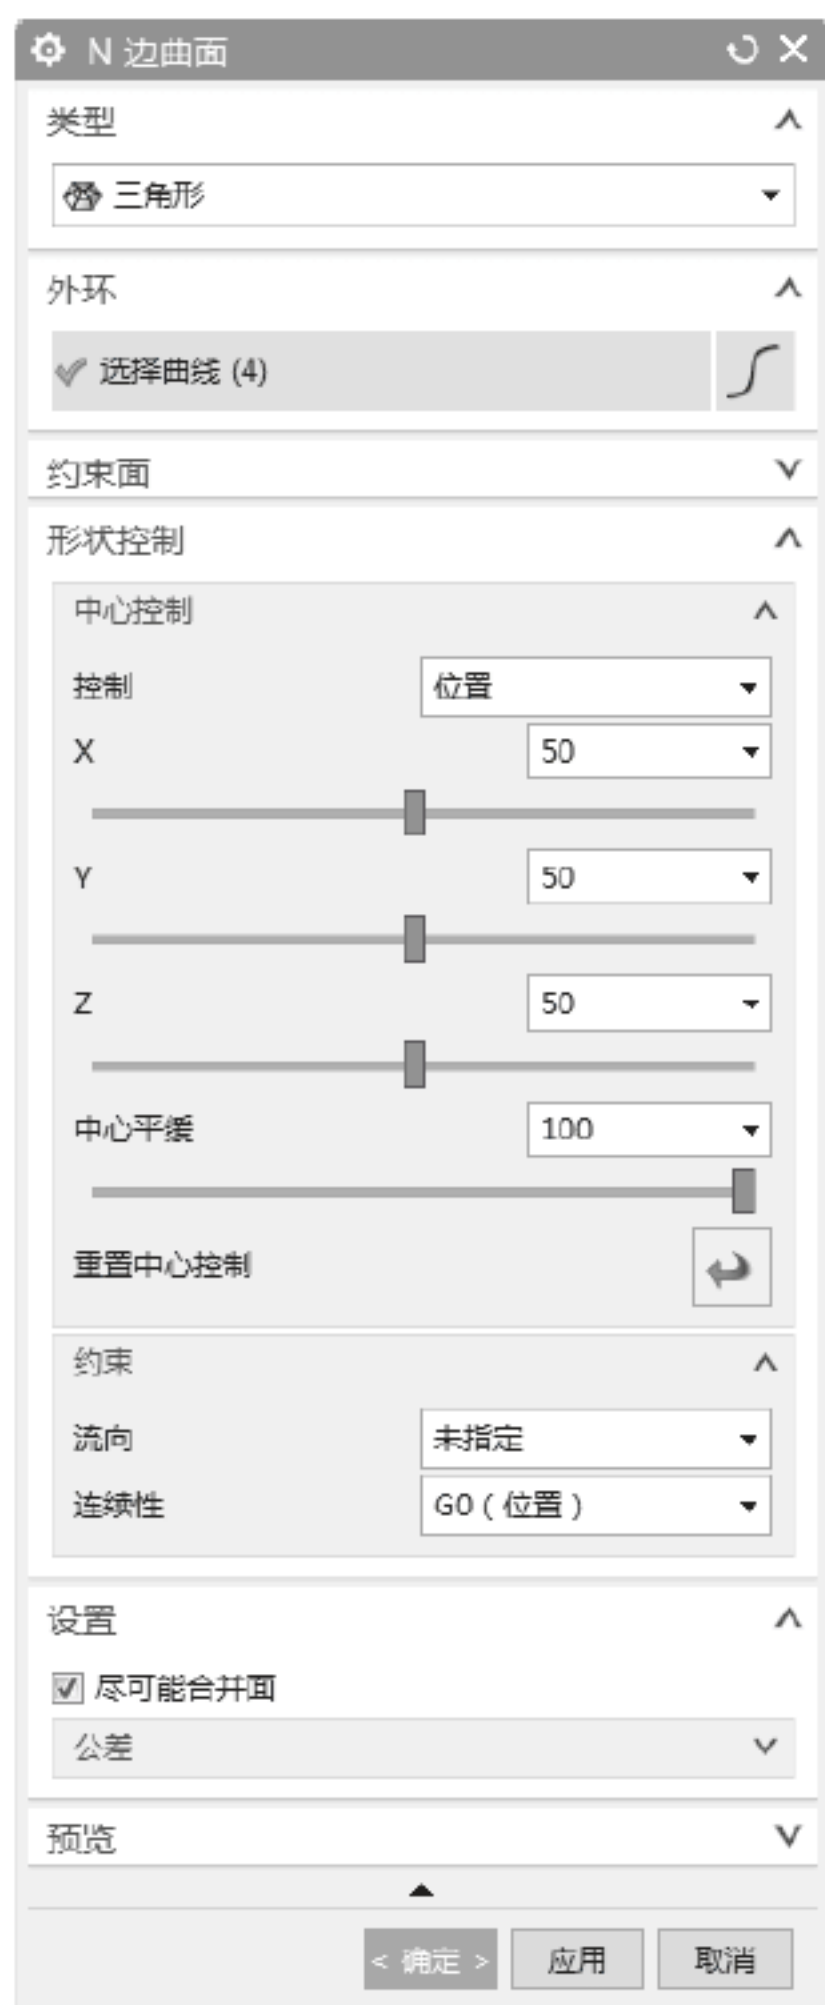 N 边曲面
类型
三角形
外环
选择曲线 (4)
约束面
形状控制
中心控制
控制 位置
X 50
Y 50
Z 50
中心平缓 100
重置中心控制
约束
流向 未指定
连续性 G0 ( 位置 )
设置
尽可能合并面
公差
预览
< 确定 > 应用 取消